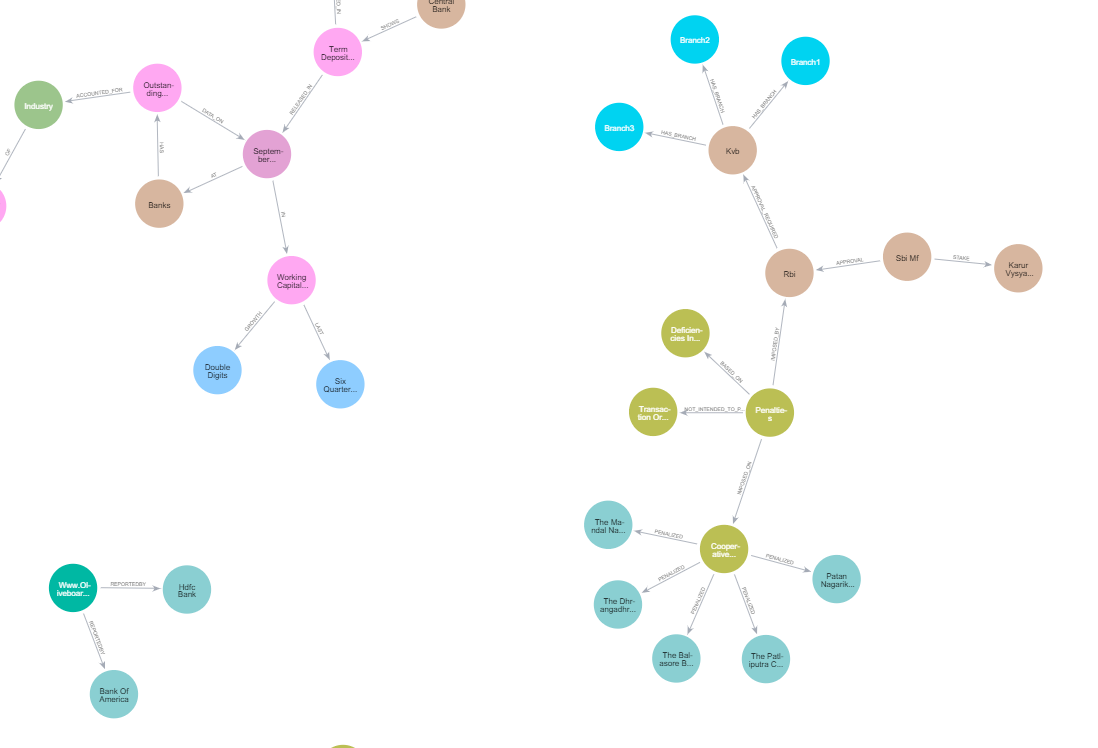 Central
Bank
SHOWS
Term
Deposit...
RELEASED_IN
Outstan-
ding...
ACCOUNTED_FOR
Industry
OF
DATA_ON
HAS
Septem-
ber...
AT
Banks
IN
Working
Capital...
GROWTH
LAST
Double
Digits
Six
Quarter...
Branch2
Branch1
HAS_BRANCH
HAS_BRANCH
Branch3
HAS_BRANCH
Kvb
APPROVAL_REQUIRED
Rbi
APPROVAL
Sbi Mf
STAKE
Karur
Vysya...
IMPOSED_BY
Deficien-
cies In...
BASED_ON
Transac-
tion Or...
NOT_INTENDED_TO_P...
Penaltie-
s
IMPOSED_ON
The Ma-
ndal Na...
PENALIZED
Cooper-
ative...
PENALIZED
Patan
Nagarik...
PENALIZED
The Dhr-
angadhr...
PENALIZED
PENALIZED
The Bal-
asore B...
The Patl-
iputra C...
Www.Ol-
iveboar...
REPORTEDBY
Hdfc
Bank
REPORTEDBY
Bank Of
America